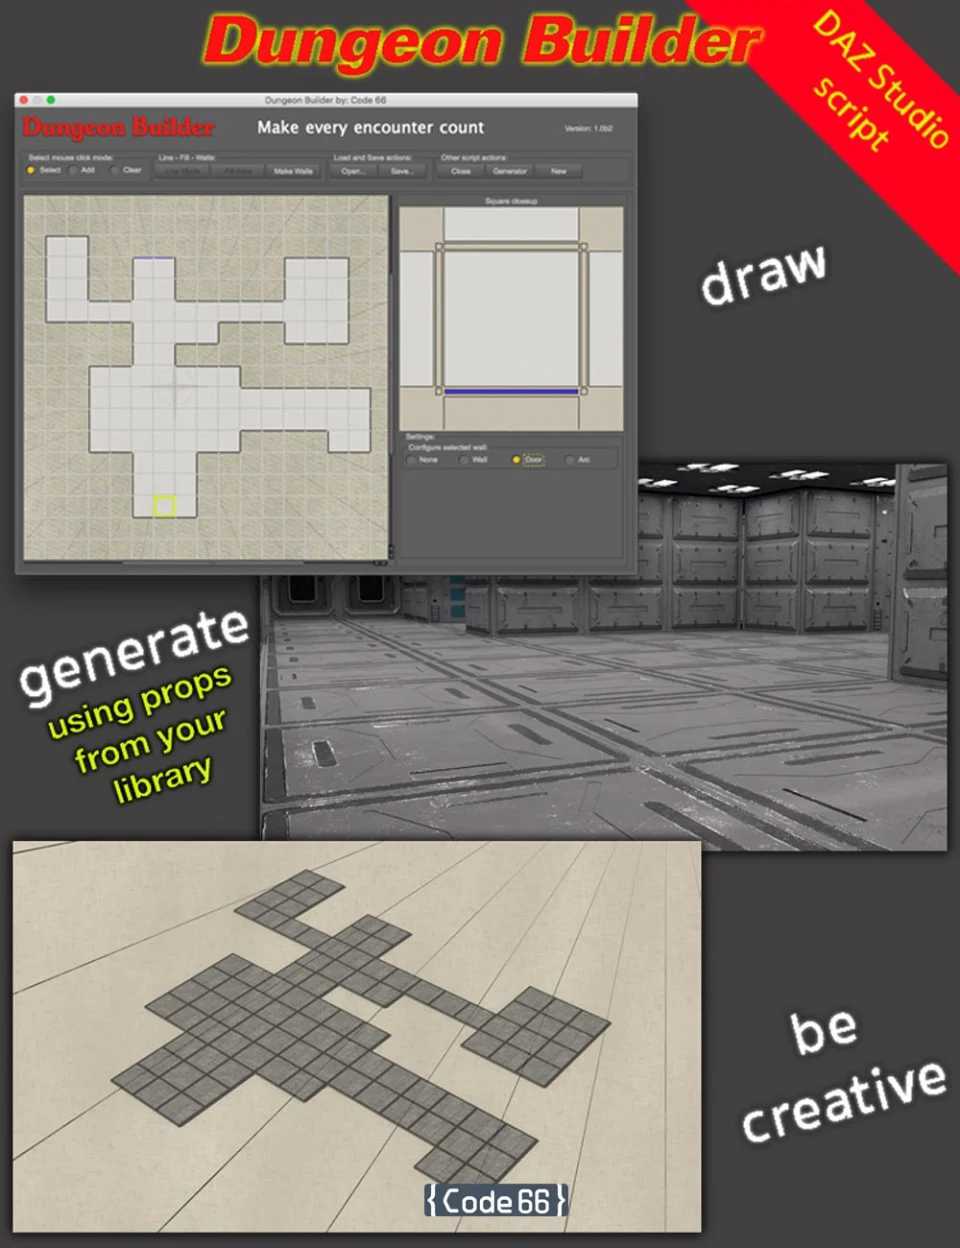 Dungeon Builder
DAZ Studio
script
Dungeon Builder by: Code 66
Dungeon Builder
Make every encounter count
Version: 1.0b2
Select mouse click mode:
Line - Fill - Walls:
Load and Save actions:
Other script actions:
Select
Add
Clear
Make Walls
Open...
Save...
Close
Generator
New
Square closeup
draw
Settings:
Configure selected wall:
None
Wall
Door
Arc
generate
using props
from your
library
be
creative
{Code66}